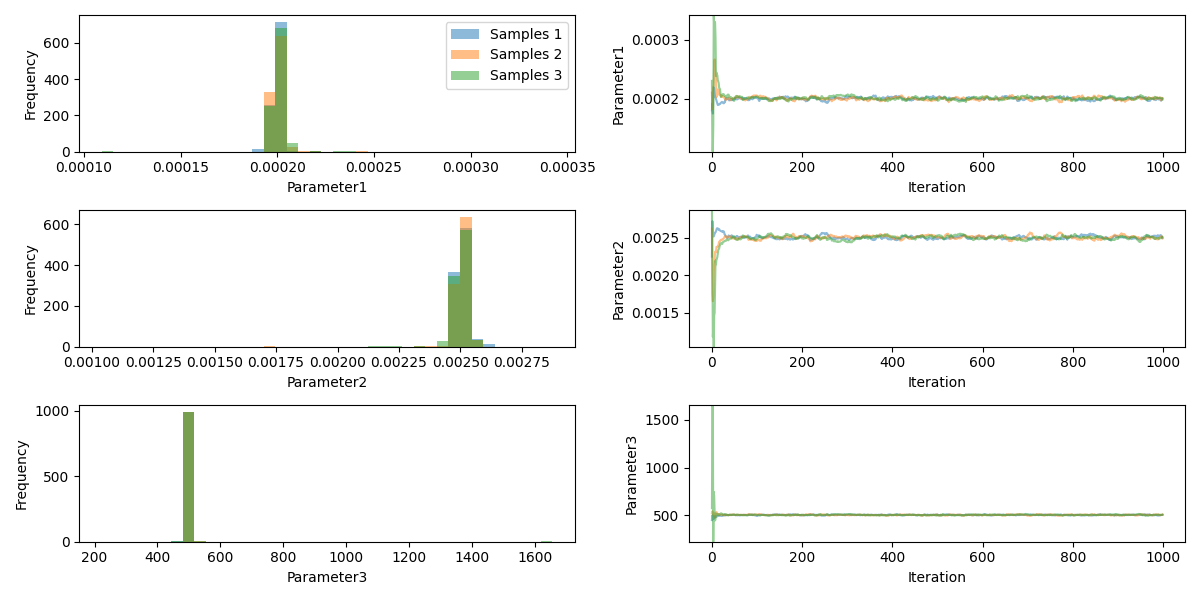 Frequency
600
400
200
0
0.00010 0.00015 0.00020 0.00025 0.00030 0.00035
Parameter1
Samples 1
Samples 2
Samples 3
Parameter1
0.0003
0.0002
0 200 400 600 800 1000
Iteration
Frequency
600
400
200
0
0.00100 0.00125 0.00150 0.00175 0.00200 0.00225 0.00250 0.00275
Parameter2
Parameter2
0.0025
0.0020
0.0015
0 200 400 600 800 1000
Iteration
Frequency
1000
500
0
200 400 600 800 1000 1200 1400 1600
Parameter3
Parameter3
1500
1000
500
0 200 400 600 800 1000
Iteration